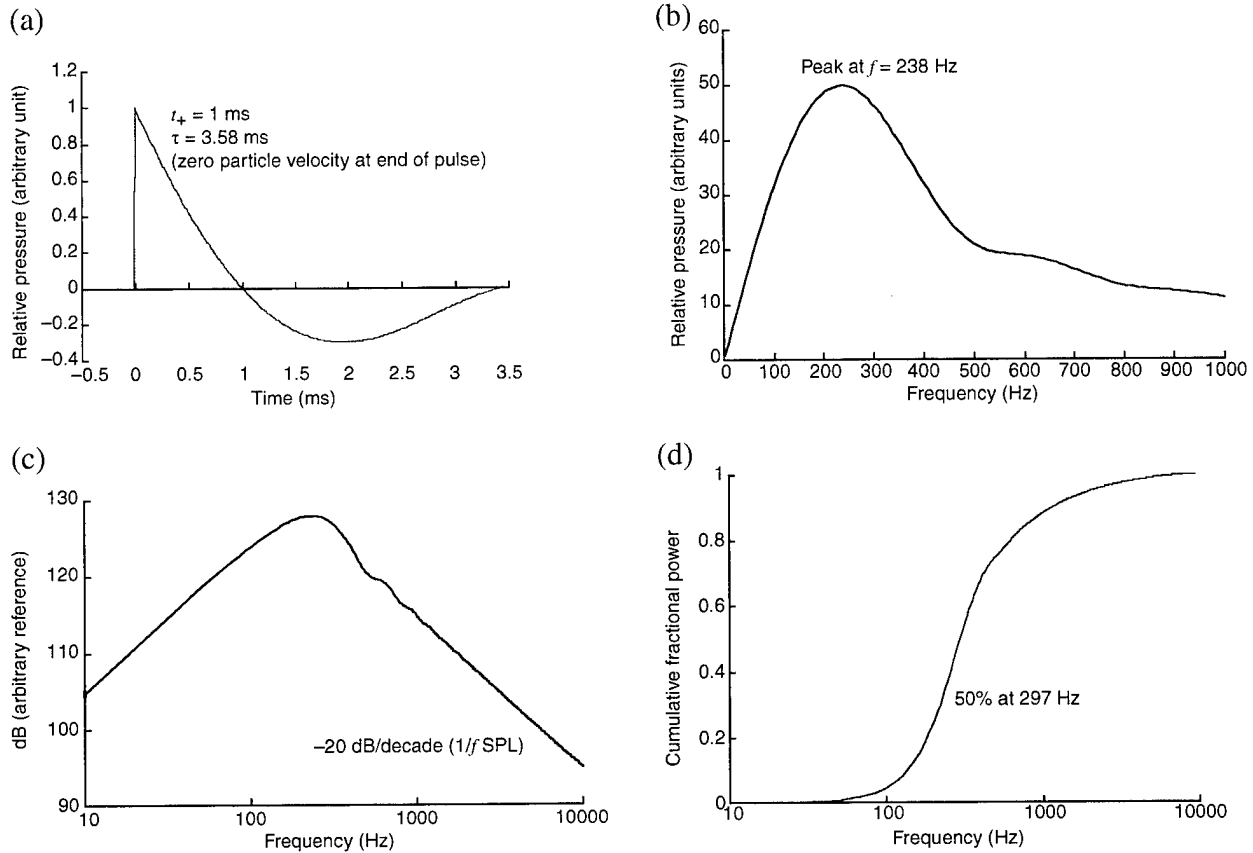 (a)
1.2
1
0.8
0.6
0.4
0.2
0
−0.2
−0.4
Relative pressure (arbitrary unit)
t+ = 1 ms
τ = 3.58 ms
(zero particle velocity at end of pulse)
−0.5 0 0.5 1 1.5 2 2.5 3 3.5
Time (ms)
(b)
60
50
40
30
20
10
0
Relative pressure (arbitrary units)
Peak at f = 238 Hz
0 100 200 300 400 500 600 700 800 900 1000
Frequency (Hz)
(c)
130
120
110
100
90
dB (arbitrary reference)
−20 dB/decade (1/f SPL)
10 100 1000 10000
Frequency (Hz)
(d)
1
0.8
0.6
0.4
0.2
0
Cumulative fractional power
50% at 297 Hz
10 100 1000 10000
Frequency (Hz)